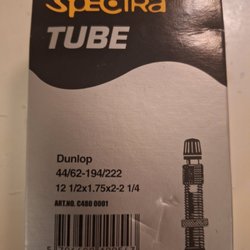 Spectra
TUBE
Dunlop
44/62-194/222
12 1/2x1.75x2-2 1/4
ART.NO. C480 0001